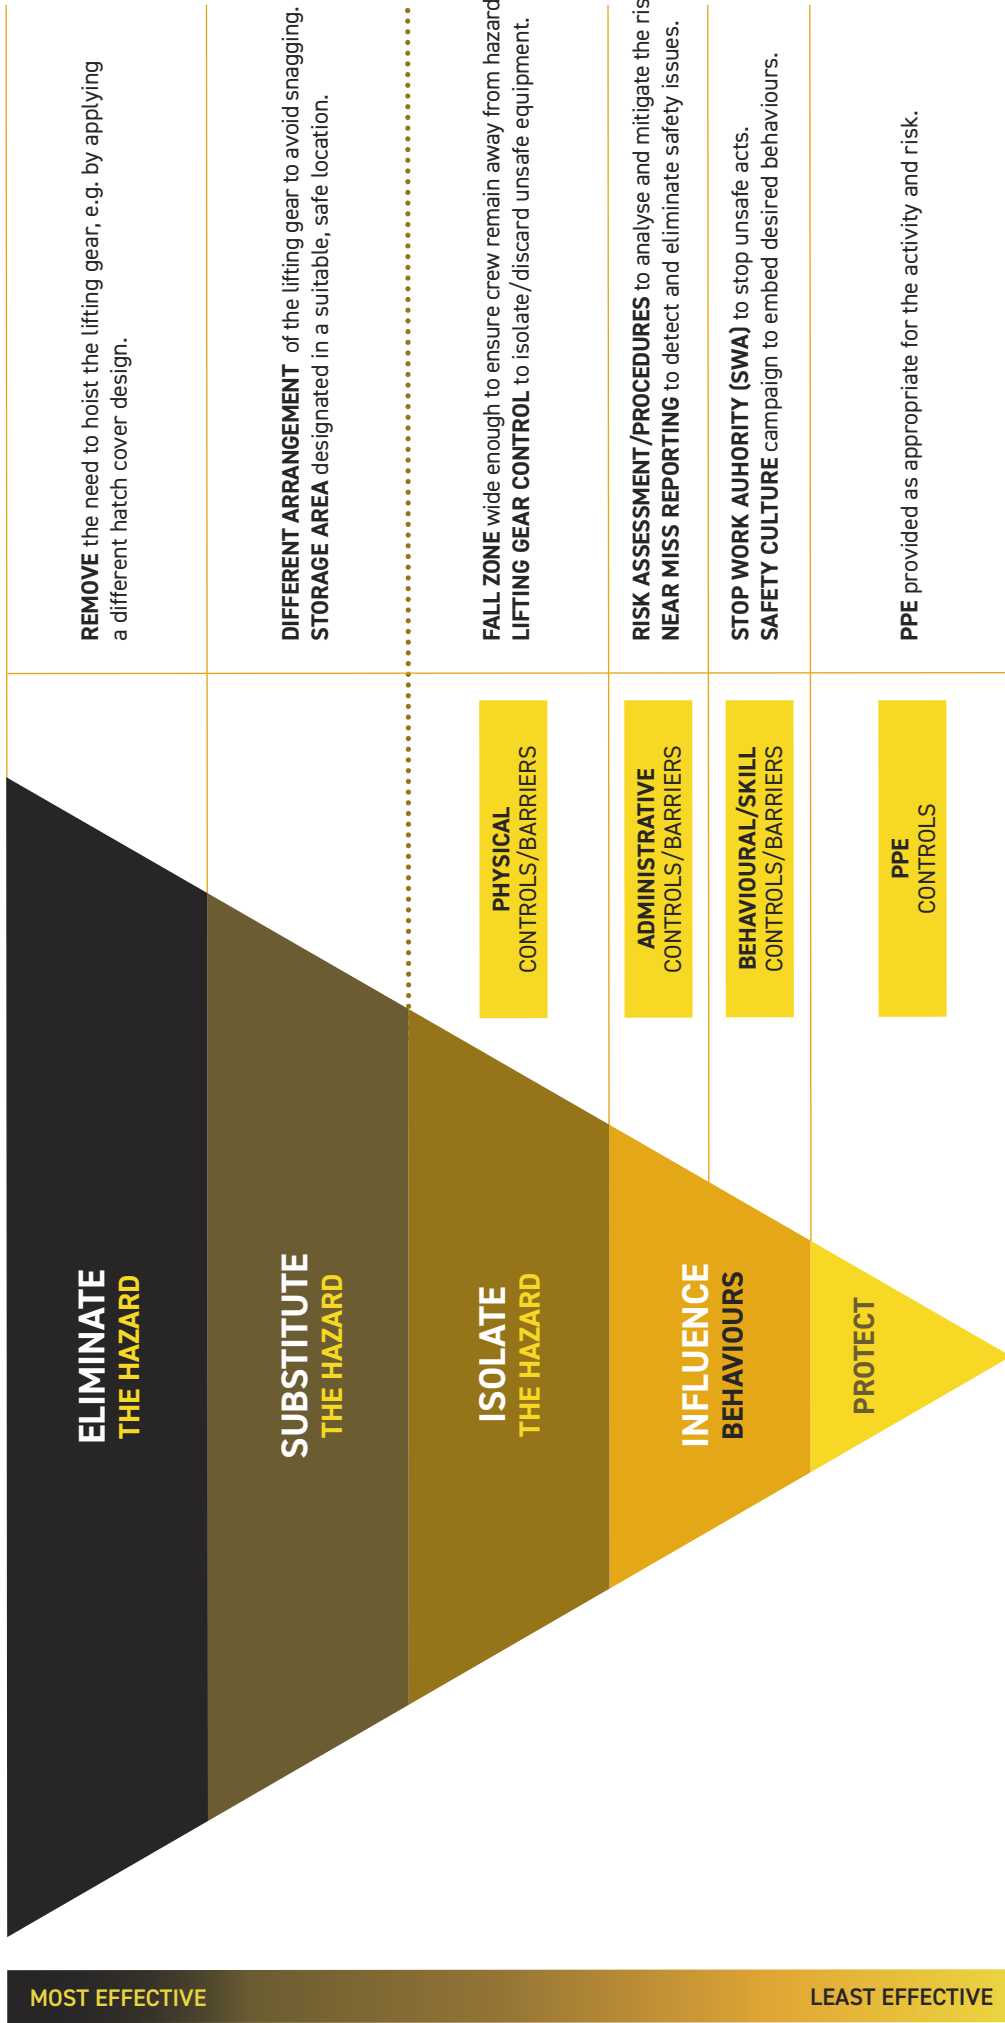 ELIMINATE
THE HAZARD
REMOVE the need to hoist the lifting gear, e.g. by applying
a different hatch cover design.
SUBSTITUTE
THE HAZARD
DIFFERENT ARRANGEMENT of the lifting gear to avoid snagging.
STORAGE AREA designated in a suitable, safe location.
ISOLATE
THE HAZARD
PHYSICAL
CONTROLS/BARRIERS
FALL ZONE wide enough to ensure crew remain away from hazard
LIFTING GEAR CONTROL to isolate/discard unsafe equipment.
INFLUENCE
BEHAVIOURS
ADMINISTRATIVE
CONTROLS/BARRIERS
RISK ASSESSMENT/PROCEDURES to analyse and mitigate the ris
NEAR MISS REPORTING to detect and eliminate safety issues.
BEHAVIOURAL/SKILL
CONTROLS/BARRIERS
STOP WORK AUHORITY (SWA) to stop unsafe acts.
SAFETY CULTURE campaign to embed desired behaviours.
PROTECT
PPE
CONTROLS
PPE provided as appropriate for the activity and risk.
MOST EFFECTIVE
LEAST EFFECTIVE